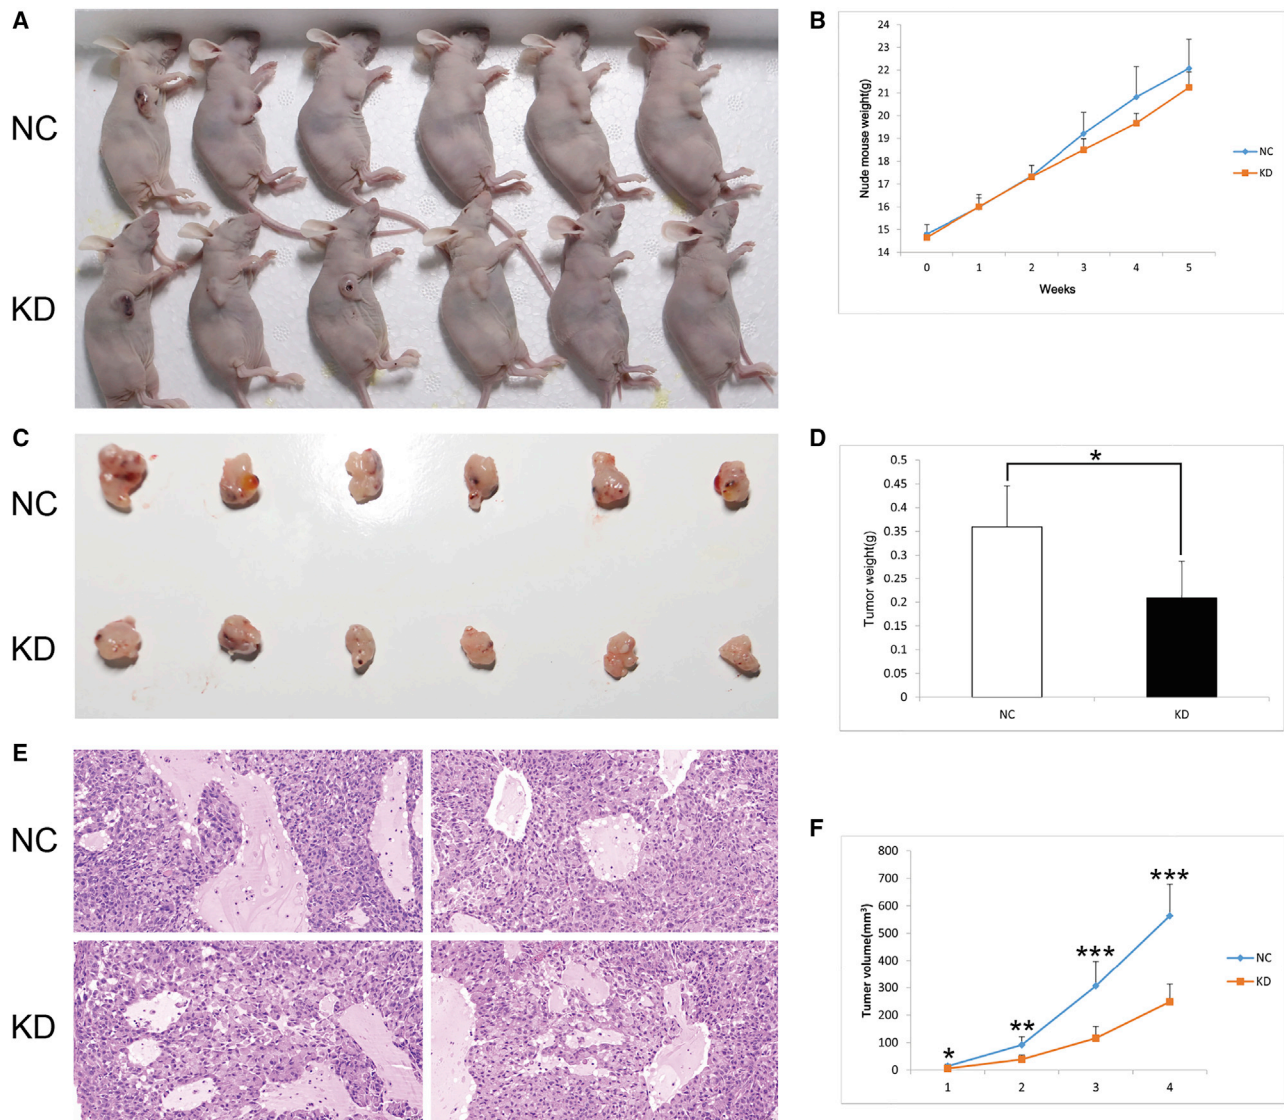 A
NC
KD
B
24
23
22
21
20
19
18
17
16
15
14
Nude mouse weight(g)
0 1 2 3 4 5
Weeks
NC
KD
C
NC
KD
D
0.5
0.45
0.4
0.35
0.3
0.25
0.2
0.15
0.1
0.05
0
Tumor weight(g)
*
NC KD
E
NC
KD
F
800
700
600
500
400
300
200
100
0
Tumer volume(mm³)
* ** *** ***
1 2 3 4
NC
KD